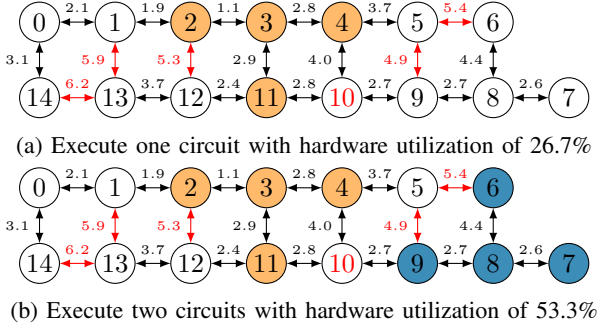 2.1 1.9 1.1 2.8 3.7 5.4
0 1 2 3 4 5 6
3.1 5.9 5.3 2.9 4.0 4.9 4.4
6.2 3.7 2.4 2.8 2.7 2.7 2.6
14 13 12 11 10 9 8 7
(a) Execute one circuit with hardware utilization of 26.7%
2.1 1.9 1.1 2.8 3.7 5.4
0 1 2 3 4 5 6
3.1 5.9 5.3 2.9 4.0 4.9 4.4
6.2 3.7 2.4 2.8 2.7 2.7 2.6
14 13 12 11 10 9 8 7
(b) Execute two circuits with hardware utilization of 53.3%